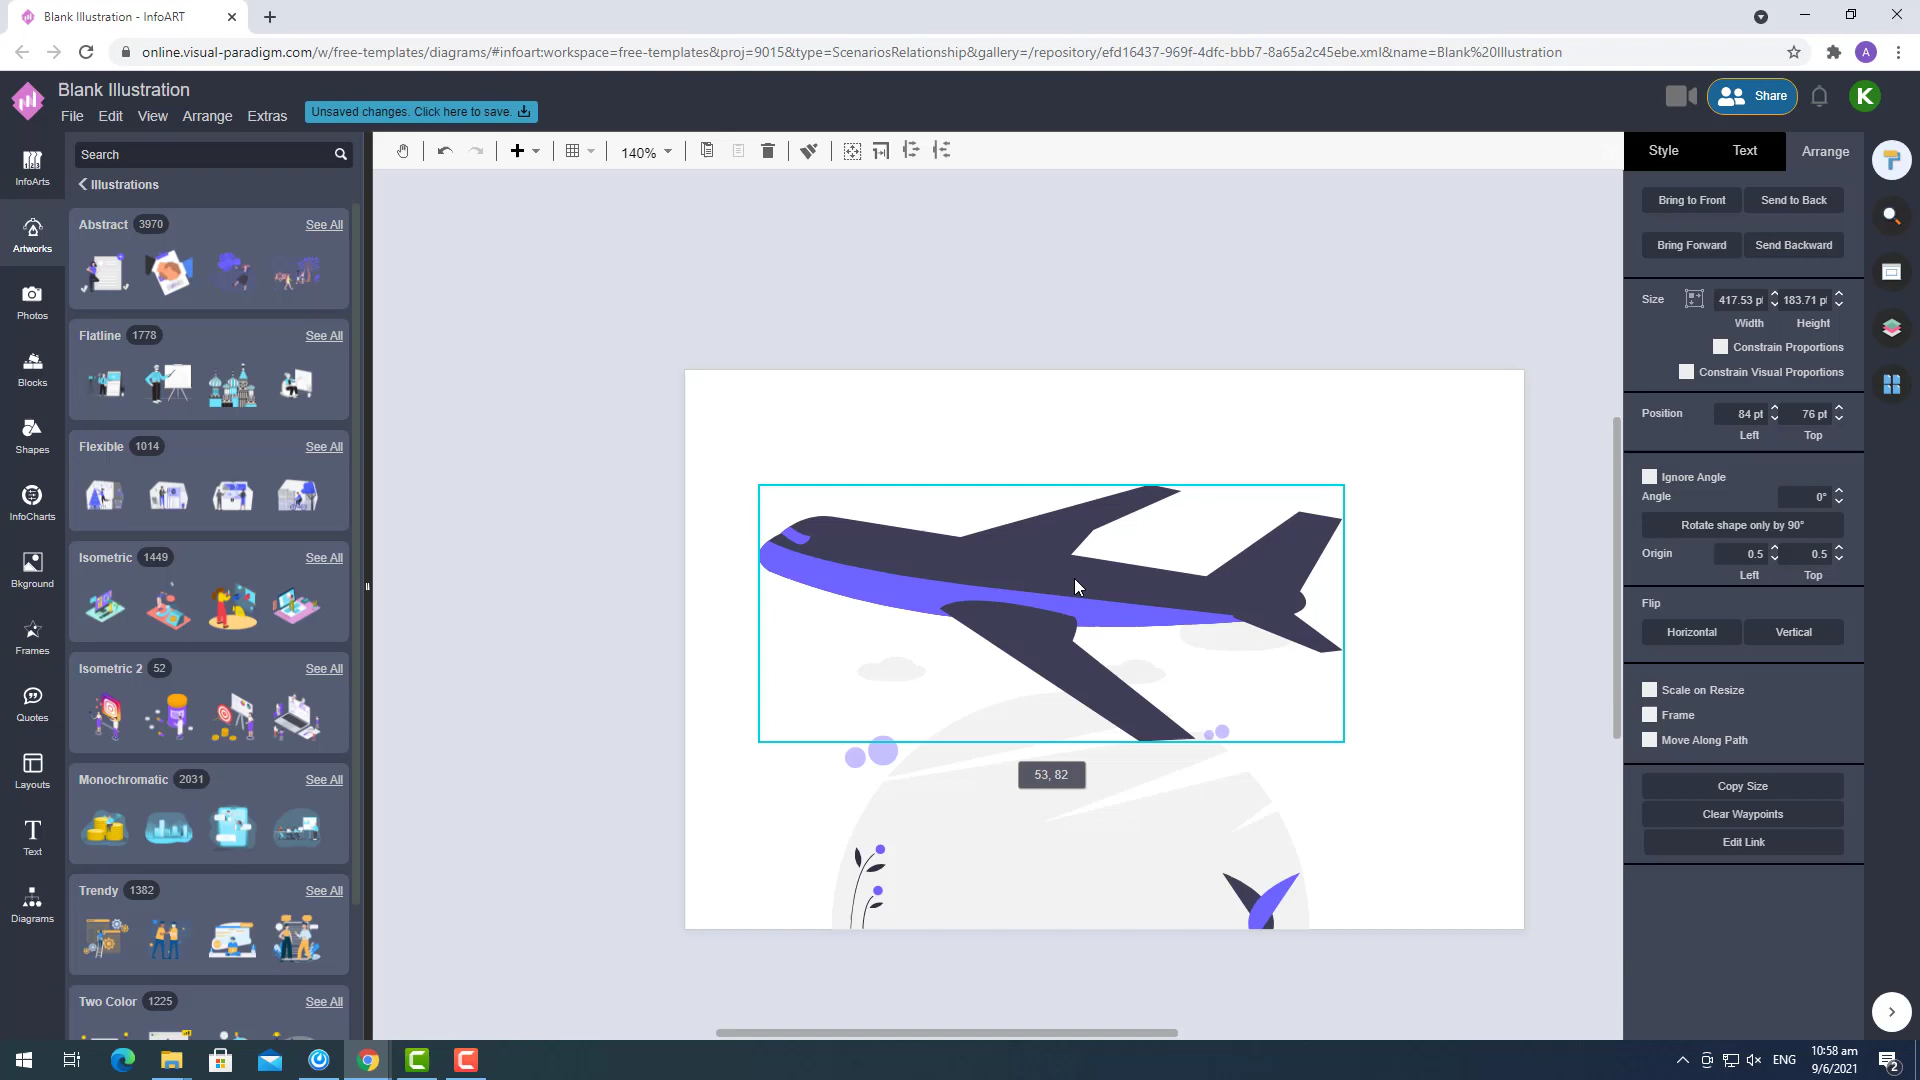 Blank Illustration - InfoART
online.visual-paradigm.com/w/free-templates/diagrams/#infoart:workspace=free-templates&proj=9015&type=ScenariosRelationship&gallery=/repository/efd16437-969f-4dfc-bbb7-8a65a2c45ebe.xml&name=Blank%20Illustration
A
Blank Illustration
File Edit View Arrange Extras
Unsaved changes. Click here to save.
Share
K
InfoArts
Artworks
Photos
Blocks
Shapes
InfoCharts
Bkground
Frames
Quotes
Layouts
Text
Diagrams
Search
Illustrations
Abstract 3970 See All
Flatline 1778 See All
Flexible 1014 See All
Isometric 1449 See All
Isometric 2 52 See All
Monochromatic 2031 See All
Trendy 1382 See All
Two Color 1225 See All
140%
53, 82
Style Text Arrange
Bring to Front Send to Back
Bring Forward Send Backward
Size 417.53 pt 183.71 pt
Width Height
Constrain Proportions
Constrain Visual Proportions
Position 84 pt 76 pt
Left Top
Ignore Angle
Angle 0°
Rotate shape only by 90°
Origin 0.5 0.5
Left Top
Flip
Horizontal Vertical
Scale on Resize
Frame
Move Along Path
Copy Size
Clear Waypoints
Edit Link
ENG
10:58 am
9/6/2021
2